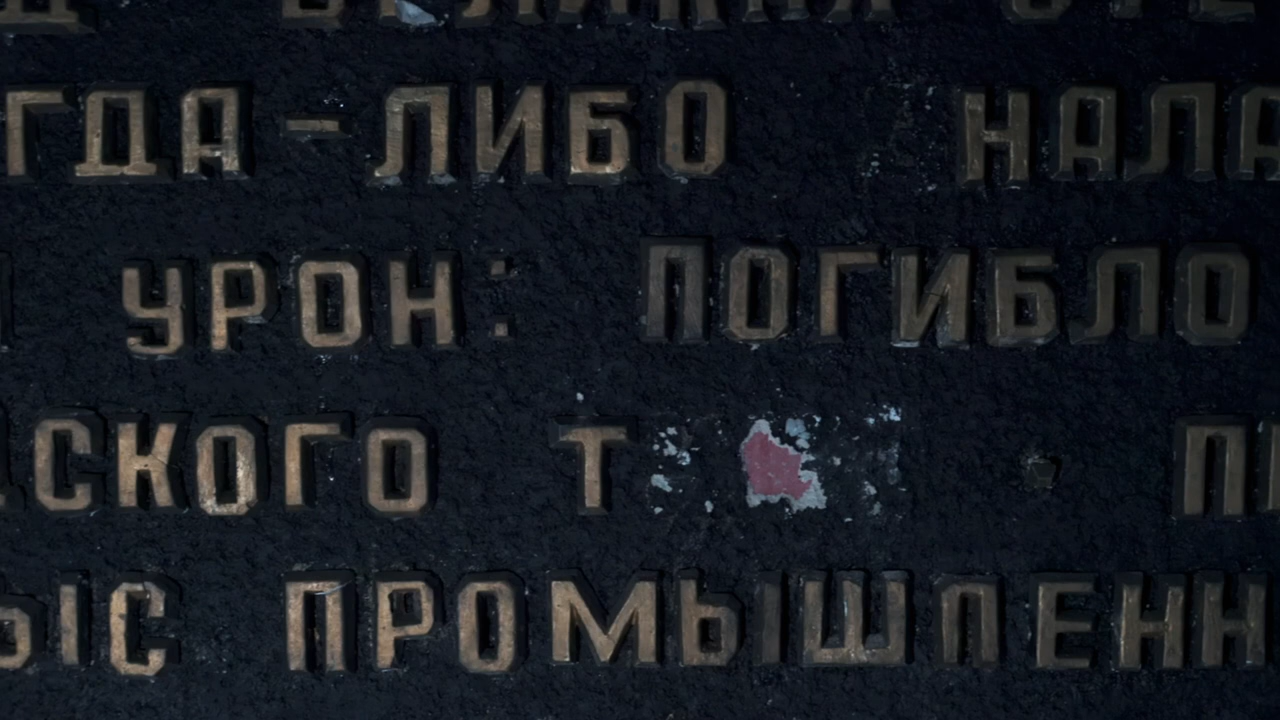 ГДА-ЛИБО НАЛА
УРОН: ПОГИБЛО
СКОГО Т П
ЫС ПРОМЫШЛЕНН